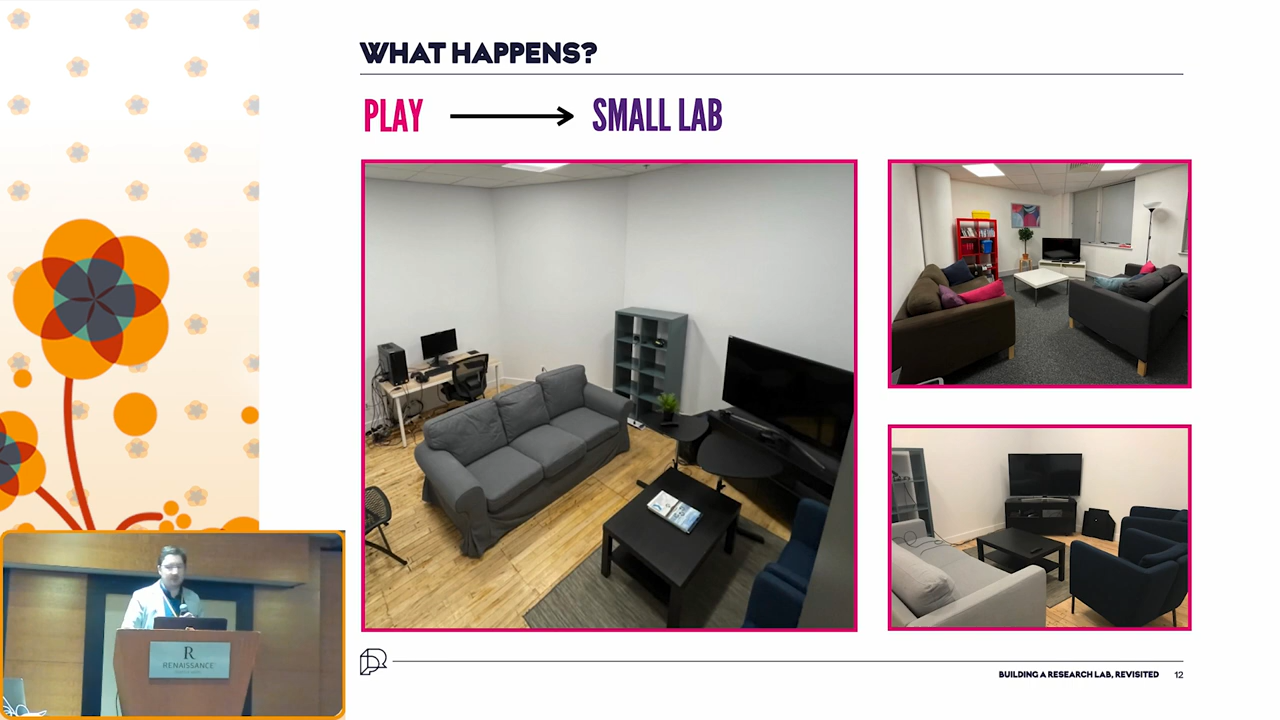 WHAT HAPPENS?
PLAY
SMALL LAB
R
RENAISSANCE
BUILDING A RESEARCH LAB, REVISITED
12